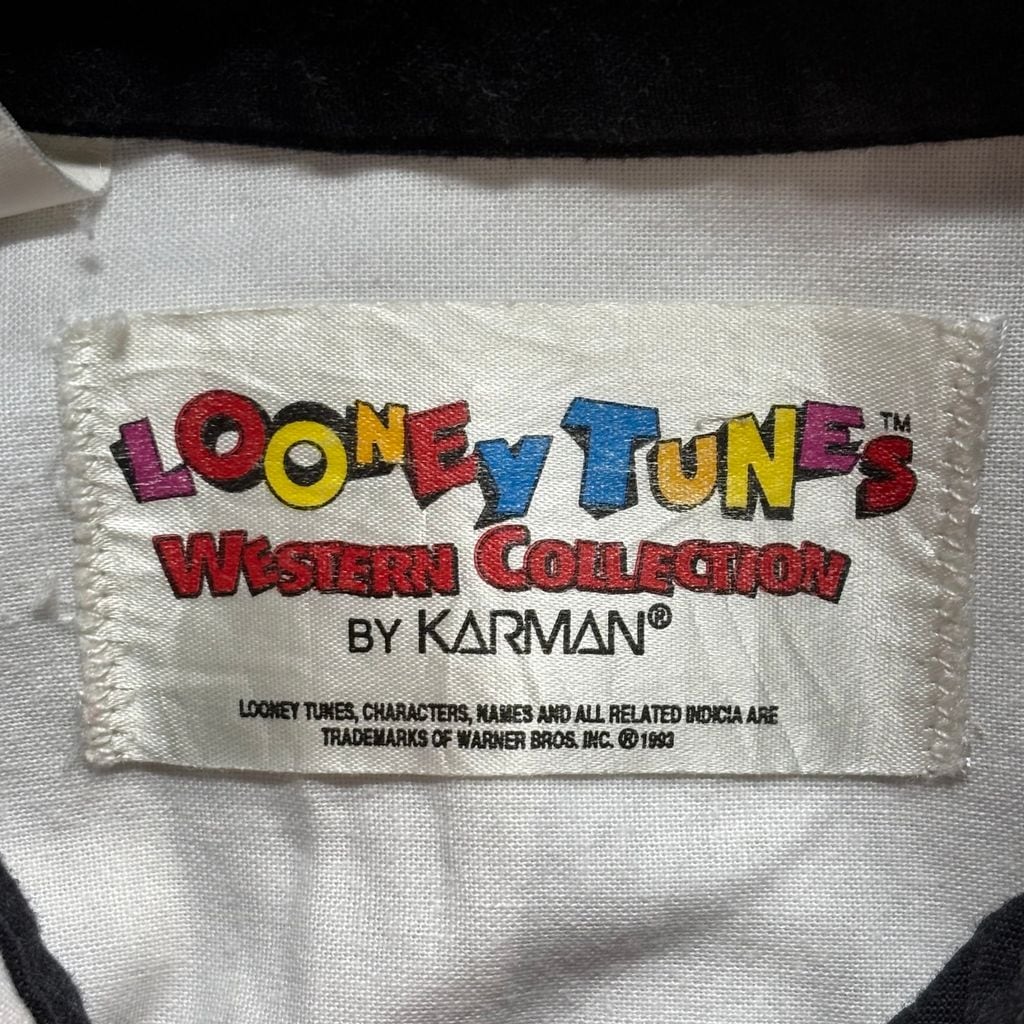 LOONEY TUNES™
WESTERN COLLECTION
BY KARMAN®
LOONEY TUNES, CHARACTERS, NAMES AND ALL RELATED INDICIA ARE
TRADEMARKS OF WARNER BROS. INC. ® 1993